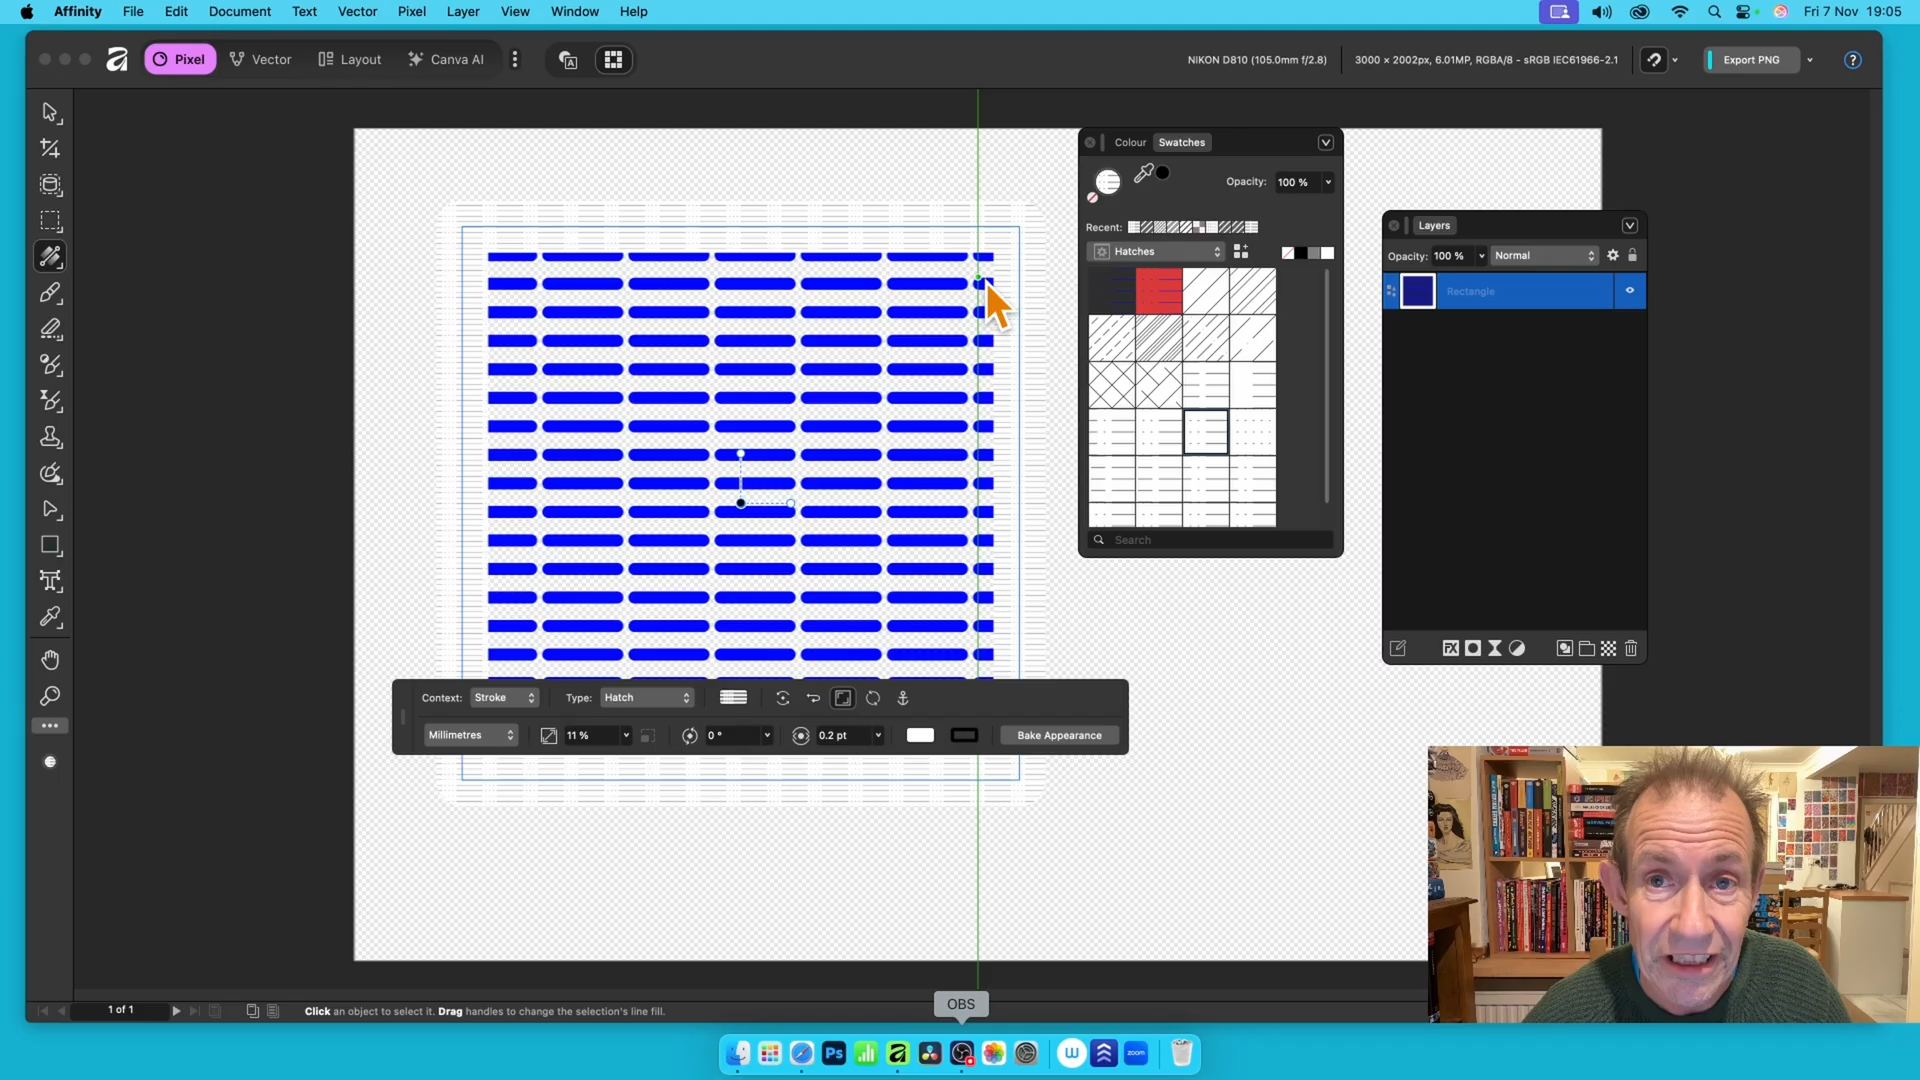 Affinity File Edit Document Text Vector Pixel Layer View Window Help Fri 7 Nov 19:05
Pixel Vector Layout Canva AI NIKON D810 (105.0mm f/2.8) 3000 × 2002px, 6.01MP, RGBA/8 - sRGB IEC61966-2.1 Export PNG ?
Colour Swatches
Opacity: 100 %
Recent:
Hatches
Search
Layers
Opacity: 100 % Normal
Rectangle
FX
Context: Stroke Type: Hatch
Millimetres 11 % 0 ° 0.2 pt Bake Appearance
1 of 1 Click an object to select it. Drag handles to change the selection's line fill.
OBS
Ps
W
zoom